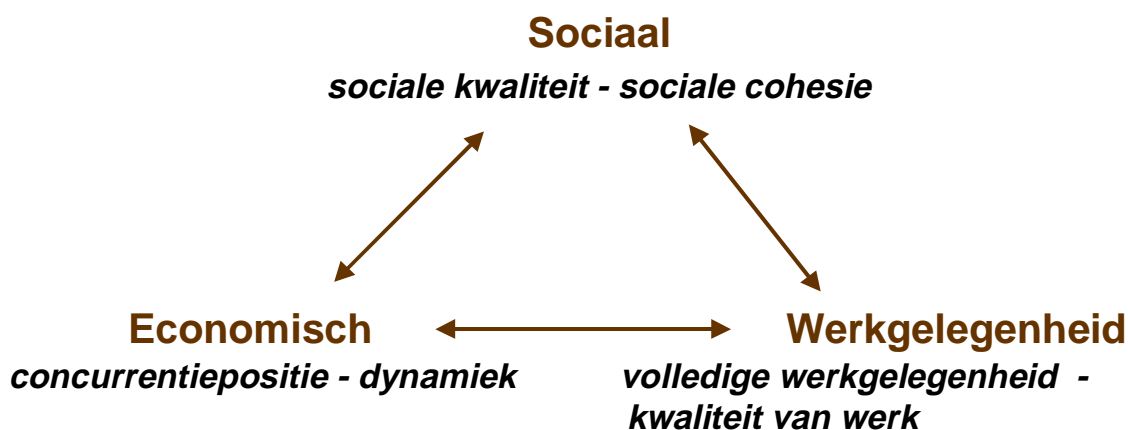 Sociaal
sociale kwaliteit - sociale cohesie
Economisch
concurrentiepositie - dynamiek
Werkgelegenheid
volledige werkgelegenheid -
kwaliteit van werk